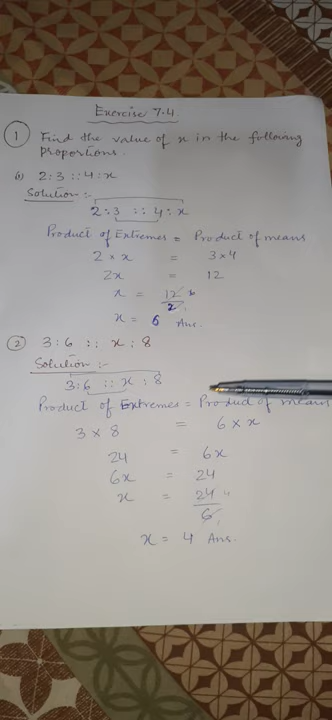 Exercise 7.4.
① Find the value of x in the following
proportions.
(i) 2:3 :: 4:x
Solution :-
2:3 :: 4:x
Product of Extremes = Product of means
2 × x = 3×4
2x = 12
x = 12/2
x = 6 Ans.
② 3:6 :: x : 8
Solution :-
3:6 :: x : 8
Product of Extremes = Product of means
3 × 8 = 6 × x
24 = 6x
6x = 24
x = 24/6
x = 4 Ans.